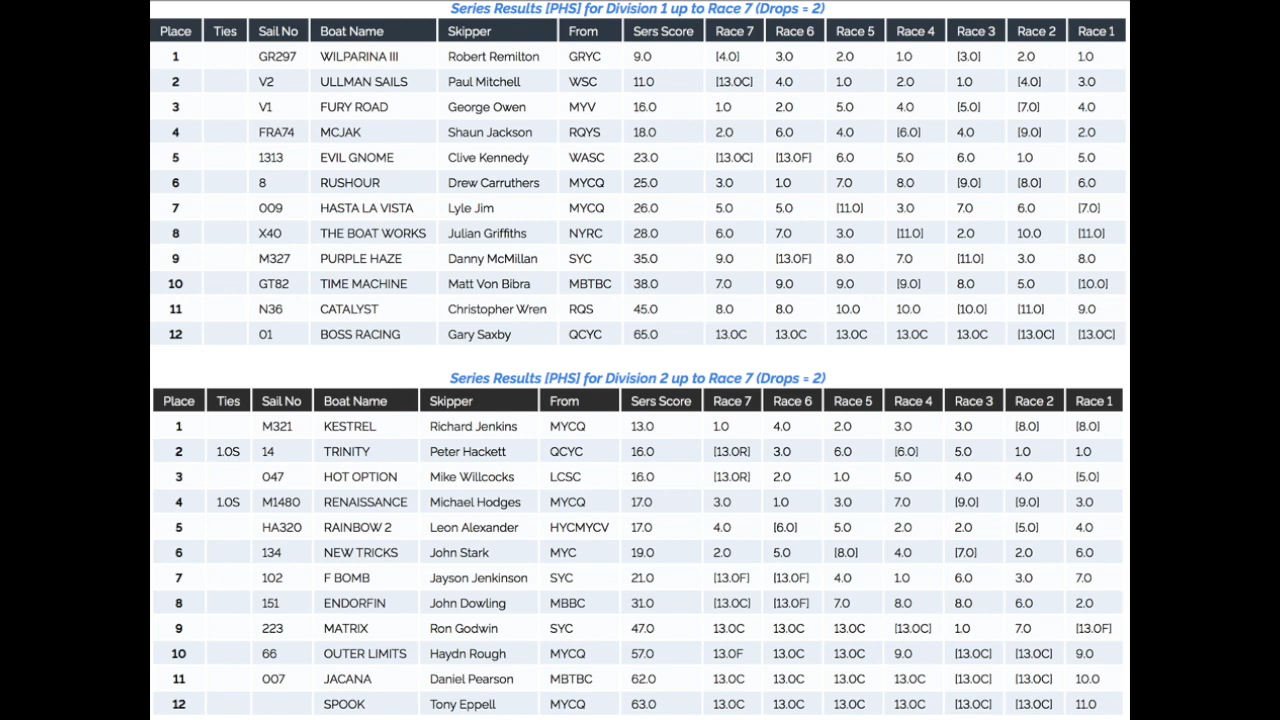 Series Results [PHS] for Division 1 up to Race 7 (Drops = 2)
Place Ties Sail No Boat Name Skipper From Sers Score Race 7 Race 6 Race 5 Race 4 Race 3 Race 2 Race 1
1 GR297 WILPARINA III Robert Remilton GRYC 9.0 [4.0] 3.0 2.0 1.0 [3.0] 2.0 1.0
2 V2 ULLMAN SAILS Paul Mitchell WSC 11.0 [13.0C] 4.0 1.0 2.0 1.0 [4.0] 3.0
3 V1 FURY ROAD George Owen MYV 16.0 1.0 2.0 5.0 4.0 [5.0] [7.0] 4.0
4 FRA74 MCJAK Shaun Jackson RQYS 18.0 2.0 6.0 4.0 [6.0] 4.0 [9.0] 2.0
5 1313 EVIL GNOME Clive Kennedy WASC 23.0 [13.0C] [13.0F] 6.0 5.0 6.0 1.0 5.0
6 8 RUSHOUR Drew Carruthers MYCQ 25.0 3.0 1.0 7.0 8.0 [9.0] [8.0] 6.0
7 009 HASTA LA VISTA Lyle Jim MYCQ 26.0 5.0 5.0 [11.0] 3.0 7.0 6.0 [7.0]
8 X40 THE BOAT WORKS Julian Griffiths NYRC 28.0 6.0 7.0 3.0 [11.0] 2.0 10.0 [11.0]
9 M327 PURPLE HAZE Danny McMillan SYC 35.0 9.0 [13.0F] 8.0 7.0 [11.0] 3.0 8.0
10 GT82 TIME MACHINE Matt Von Bibra MBTBC 38.0 7.0 9.0 9.0 [9.0] 8.0 5.0 [10.0]
11 N36 CATALYST Christopher Wren RQS 45.0 8.0 8.0 10.0 10.0 [10.0] [11.0] 9.0
12 01 BOSS RACING Gary Saxby QCYC 65.0 13.0C 13.0C 13.0C 13.0C 13.0C [13.0C] [13.0C]
Series Results [PHS] for Division 2 up to Race 7 (Drops = 2)
Place Ties Sail No Boat Name Skipper From Sers Score Race 7 Race 6 Race 5 Race 4 Race 3 Race 2 Race 1
1 M321 KESTREL Richard Jenkins MYCQ 13.0 1.0 4.0 2.0 3.0 3.0 [8.0] [8.0]
2 1.0S 14 TRINITY Peter Hackett QCYC 16.0 [13.0R] 3.0 6.0 [6.0] 5.0 1.0 1.0
3 047 HOT OPTION Mike Willcocks LCSC 16.0 [13.0R] 2.0 1.0 5.0 4.0 4.0 [5.0]
4 1.0S M1480 RENAISSANCE Michael Hodges MYCQ 17.0 3.0 1.0 3.0 7.0 [9.0] [9.0] 3.0
5 HA320 RAINBOW 2 Leon Alexander HYCMYCV 17.0 4.0 [6.0] 5.0 2.0 2.0 [5.0] 4.0
6 134 NEW TRICKS John Stark MYC 19.0 2.0 5.0 [8.0] 4.0 [7.0] 2.0 6.0
7 102 F BOMB Jayson Jenkinson SYC 21.0 [13.0F] [13.0F] 4.0 1.0 6.0 3.0 7.0
8 151 ENDORFIN John Dowling MBBC 31.0 [13.0C] [13.0F] 7.0 8.0 8.0 6.0 2.0
9 223 MATRIX Ron Godwin SYC 47.0 13.0C 13.0C 13.0C [13.0C] 1.0 7.0 [13.0F]
10 66 OUTER LIMITS Haydn Rough MYCQ 57.0 13.0F 13.0C 13.0C 9.0 [13.0C] [13.0C] 9.0
11 007 JACANA Daniel Pearson MBTBC 62.0 13.0C 13.0C 13.0C 13.0C [13.0C] [13.0C] 10.0
12 SPOOK Tony Eppell MYCQ 63.0 13.0C 13.0C 13.0C 13.0C [13.0C] [13.0C] 11.0